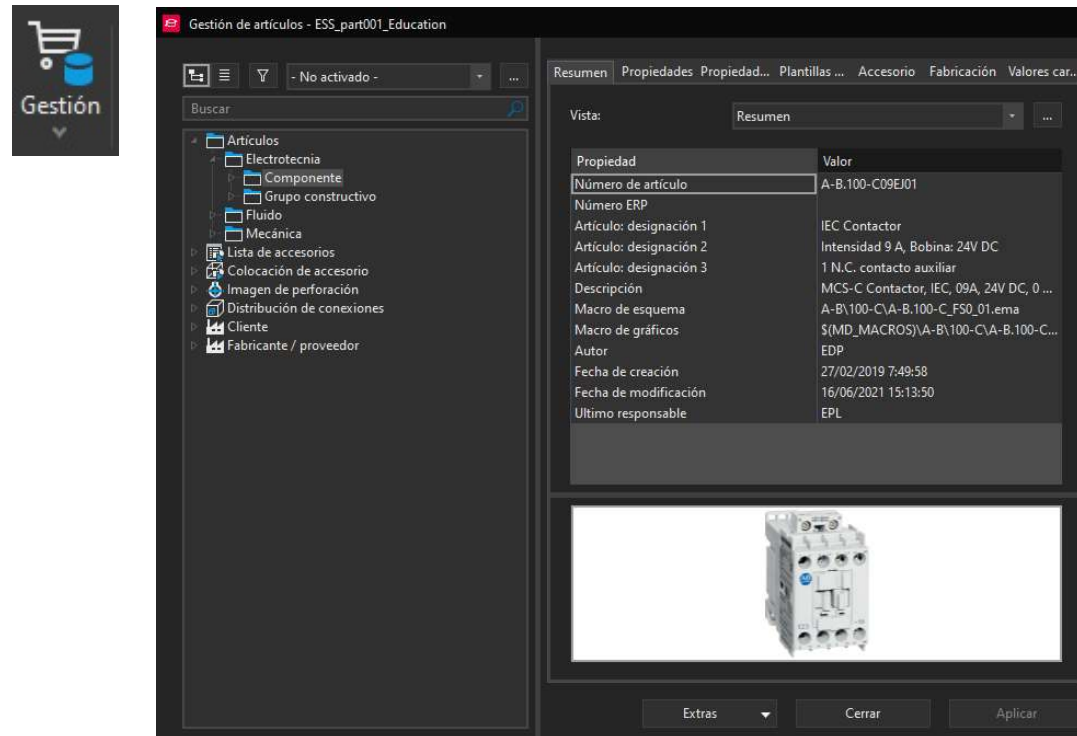 Gestión
Gestión de artículos - ESS_part001_Education
- No activado -
...
Buscar
Artículos
Electrotecnia
Componente
Grupo constructivo
Fluido
Mecánica
Lista de accesorios
Colocación de accesorio
Imagen de perforación
Distribución de conexiones
Cliente
Fabricante / proveedor
Resumen Propiedades Propiedad... Plantillas ... Accesorio Fabricación Valores car...
Vista: Resumen ...
Propiedad Valor
Número de artículo A-B.100-C09EJ01
Número ERP
Artículo: designación 1 IEC Contactor
Artículo: designación 2 Intensidad 9 A, Bobina: 24V DC
Artículo: designación 3 1 N.C. contacto auxiliar
Descripción MCS-C Contactor, IEC, 09A, 24V DC, 0 ...
Macro de esquema A-B\100-C\A-B.100-C_FS0_01.ema
Macro de gráficos $(MD_MACROS)\A-B\100-C\A-B.100-C...
Autor EDP
Fecha de creación 27/02/2019 7:49:58
Fecha de modificación 16/06/2021 15:13:50
Ultimo responsable EPL
Extras Cerrar Aplicar